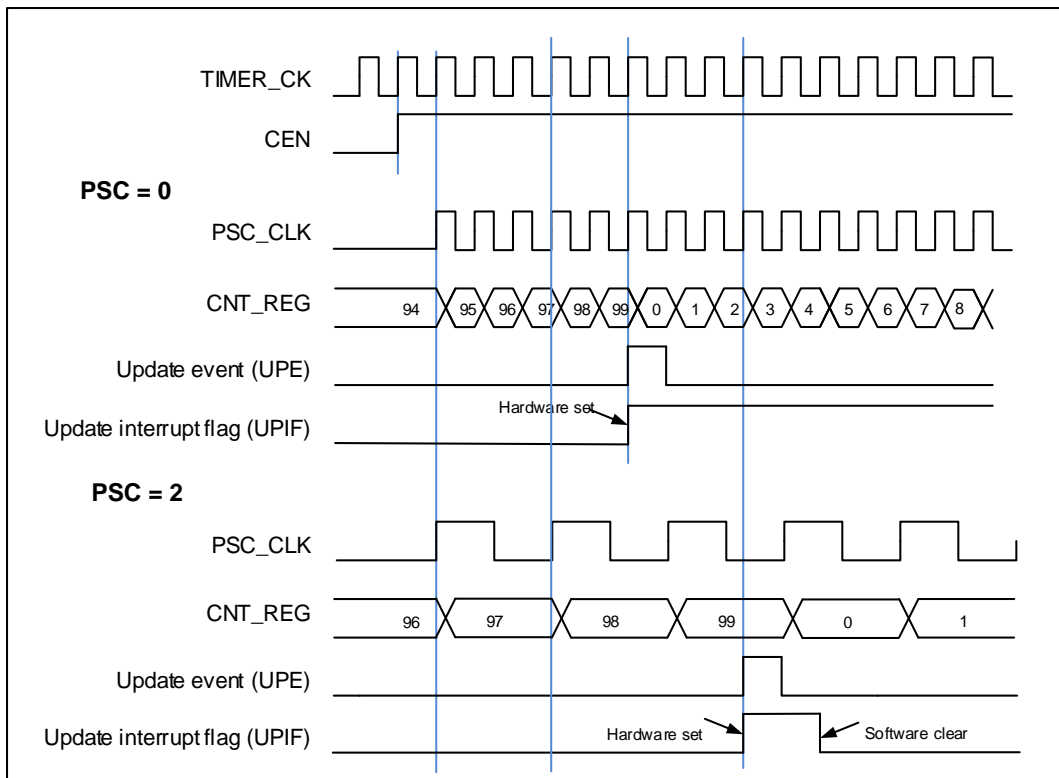 TIMER_CK
CEN
PSC = 0
PSC_CLK
CNT_REG 94 95 96 97 98 99 0 1 2 3 4 5 6 7 8
Update event (UPE)
Hardware set
Update interrupt flag (UPIF)
PSC = 2
PSC_CLK
CNT_REG 96 97 98 99 0 1
Update event (UPE)
Update interrupt flag (UPIF) Hardware set Software clear